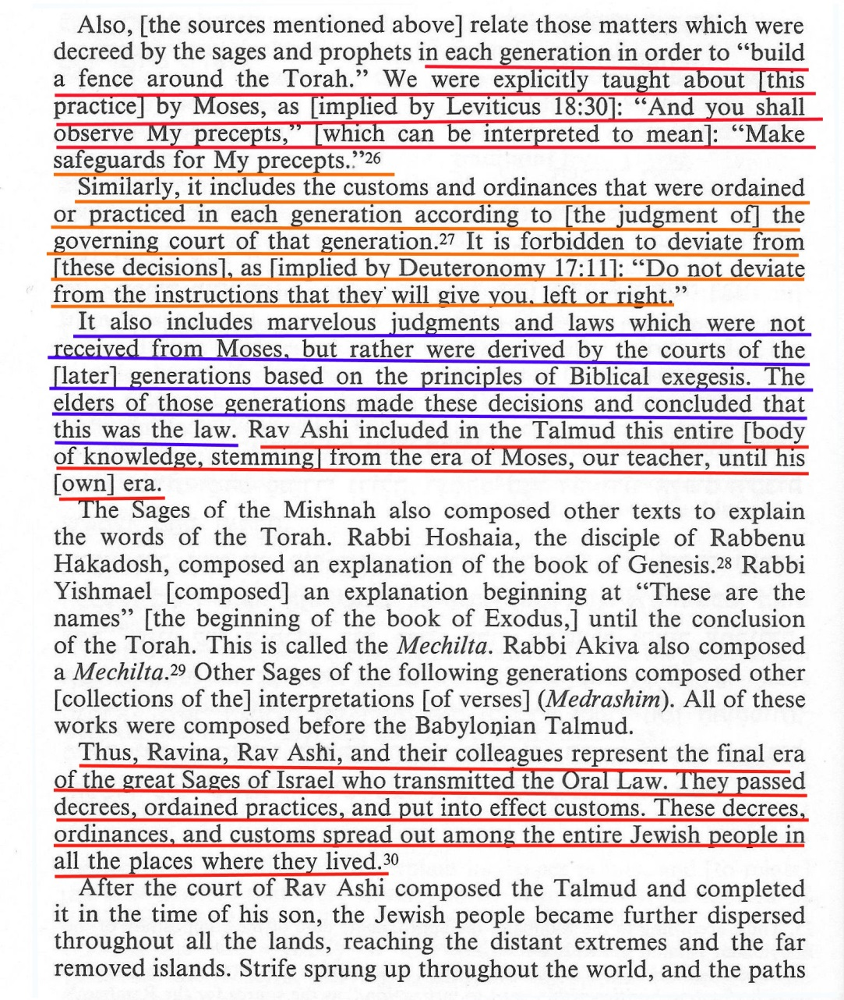 Also, [the sources mentioned above] relate those matters which were
decreed by the sages and prophets in each generation in order to “build
a fence around the Torah.” We were explicitly taught about [this
practice] by Moses, as [implied by Leviticus 18:30]: “And you shall
observe My precepts,” [which can be interpreted to mean]: “Make
safeguards for My precepts.”26
Similarly, it includes the customs and ordinances that were ordained
or practiced in each generation according to [the judgment of] the
governing court of that generation.27 It is forbidden to deviate from
[these decisions], as [implied by Deuteronomy 17:11]: “Do not deviate
from the instructions that they will give you, left or right.”
It also includes marvelous judgments and laws which were not
received from Moses, but rather were derived by the courts of the
[later] generations based on the principles of Biblical exegesis. The
elders of those generations made these decisions and concluded that
this was the law. Rav Ashi included in the Talmud this entire [body
of knowledge, stemming] from the era of Moses, our teacher, until his
[own] era.
The Sages of the Mishnah also composed other texts to explain
the words of the Torah. Rabbi Hoshaia, the disciple of Rabbenu
Hakadosh, composed an explanation of the book of Genesis.28 Rabbi
Yishmael [composed] an explanation beginning at “These are the
names” [the beginning of the book of Exodus,] until the conclusion
of the Torah. This is called the Mechilta. Rabbi Akiva also composed
a Mechilta.29 Other Sages of the following generations composed other
[collections of the] interpretations [of verses] (Medrashim). All of these
works were composed before the Babylonian Talmud.
Thus, Ravina, Rav Ashi, and their colleagues represent the final era
of the great Sages of Israel who transmitted the Oral Law. They passed
decrees, ordained practices, and put into effect customs. These decrees,
ordinances, and customs spread out among the entire Jewish people in
all the places where they lived.30
After the court of Rav Ashi composed the Talmud and completed
it in the time of his son, the Jewish people became further dispersed
throughout all the lands, reaching the distant extremes and the far
removed islands. Strife sprung up throughout the world, and the paths